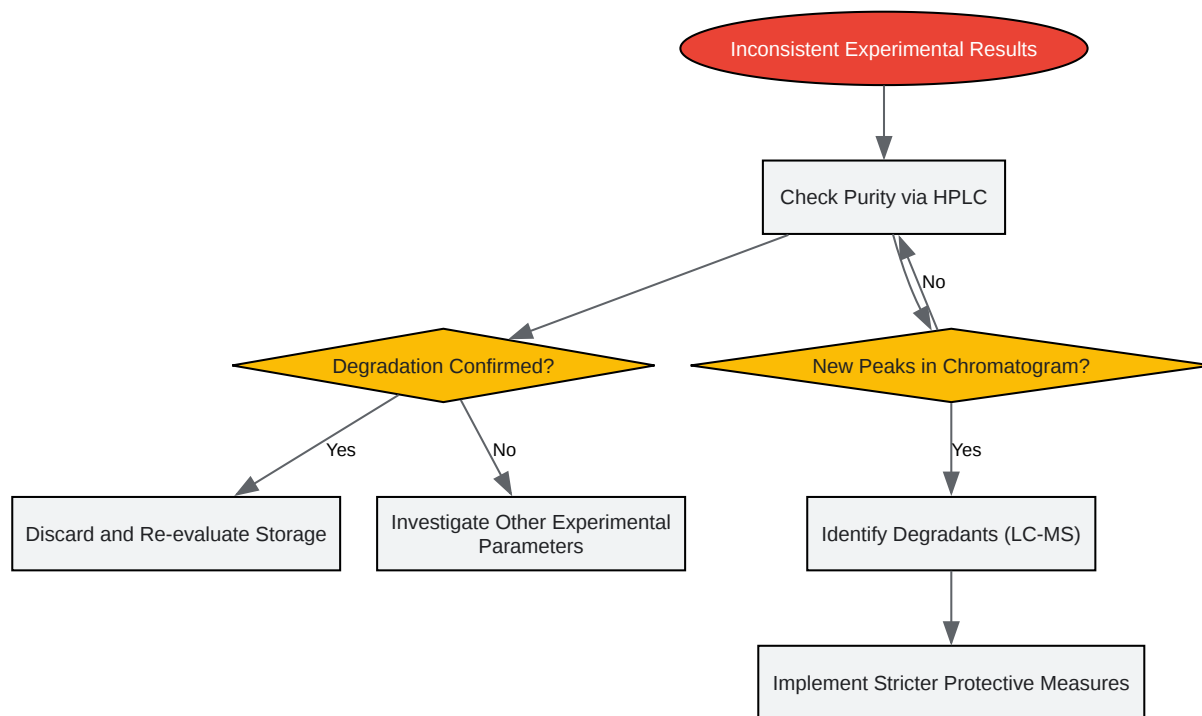 Inconsistent Experimental Results
Check Purity via HPLC
No
Degradation Confirmed?
New Peaks in Chromatogram?
Yes
No
Yes
Discard and Re-evaluate Storage
Investigate Other Experimental
Parameters
Identify Degradants (LC-MS)
Implement Stricter Protective Measures